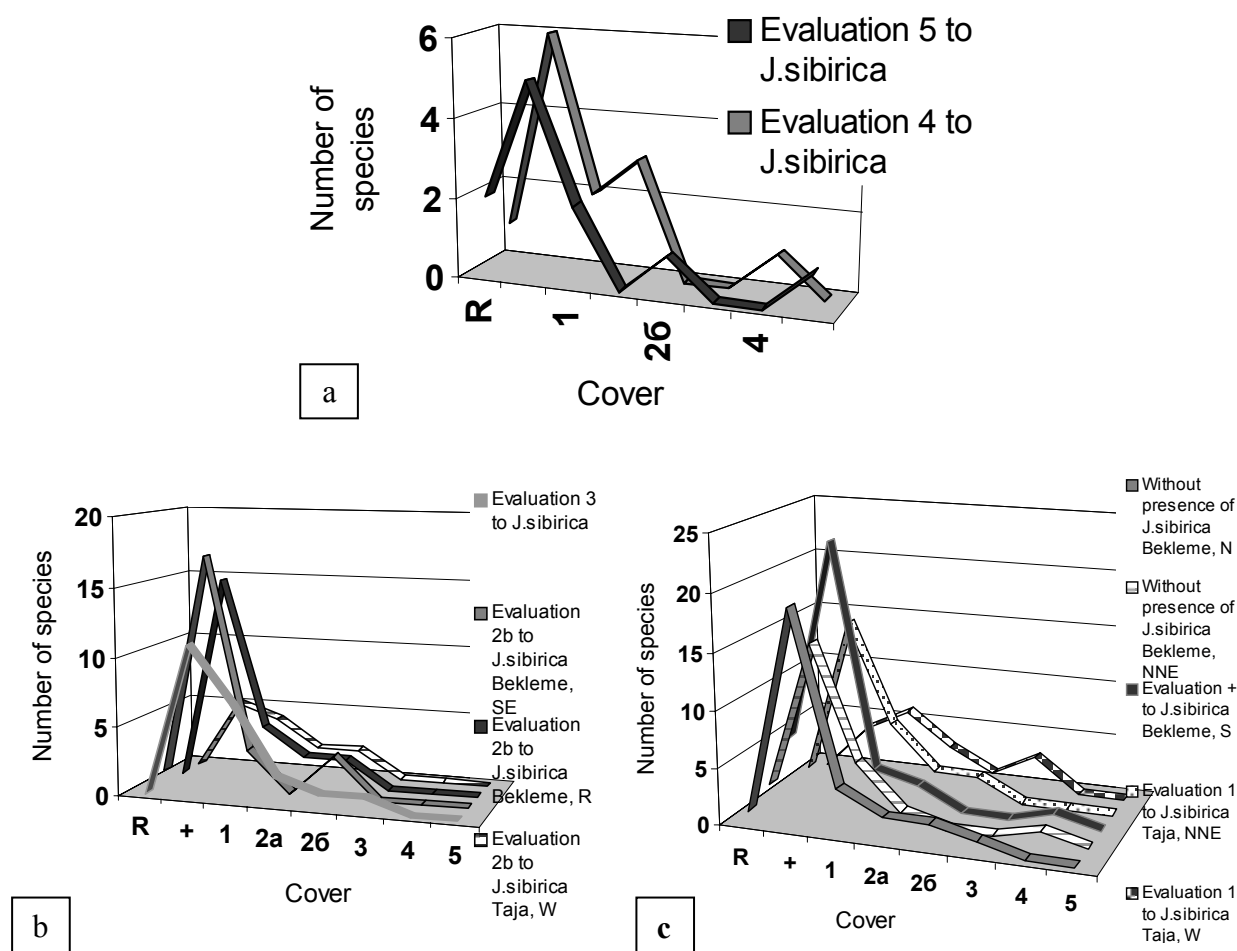 6
4
2
0
Number of
species
R
1
2б
4
Cover
Evaluation 5 to
J.sibirica
Evaluation 4 to
J.sibirica
a
20
15
10
5
0
Number of species
R
+
1
2a
2б
3
4
5
Cover
Evaluation 3
to J.sibirica
Evaluation
2b to
J.sibirica
Bekleme,
SE
Evaluation
2b to
J.sibirica
Bekleme, R
Evaluation
2b to
J.sibirica
Taja, W
b
25
20
15
10
5
0
Number of species
R
+
1
2a
2б
3
4
5
Cover
Without
presence of
J.sibirica
Bekleme, N
Without
presence of
J.sibirica
Bekleme,
NNE
Evaluation +
to J.sibirica
Bekleme, S
Evaluation 1
to J.sibirica
Taja, NNE
Evaluation 1
to J.sibirica
Taja, W
c